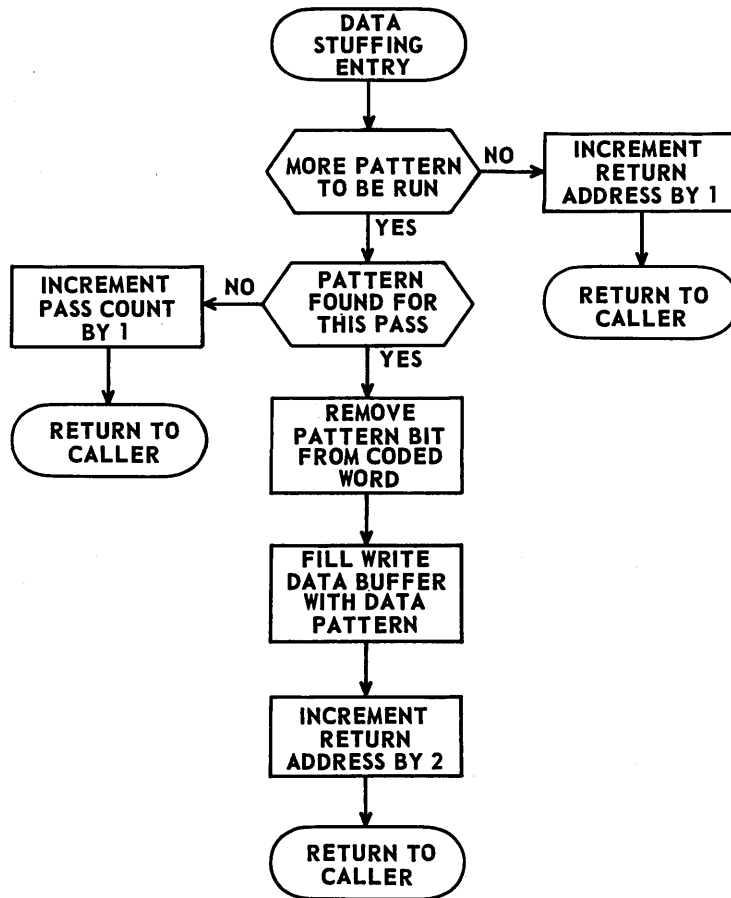 DATA
STUFFING
ENTRY
MORE PATTERN
TO BE RUN
NO
INCREMENT
RETURN
ADDRESS BY 1
RETURN TO
CALLER
YES
PATTERN
FOUND FOR
THIS PASS
NO
INCREMENT
PASS COUNT
BY 1
RETURN TO
CALLER
YES
REMOVE
PATTERN BIT
FROM CODED
WORD
FILL WRITE
DATA BUFFER
WITH DATA
PATTERN
INCREMENT
RETURN
ADDRESS BY 2
RETURN TO
CALLER